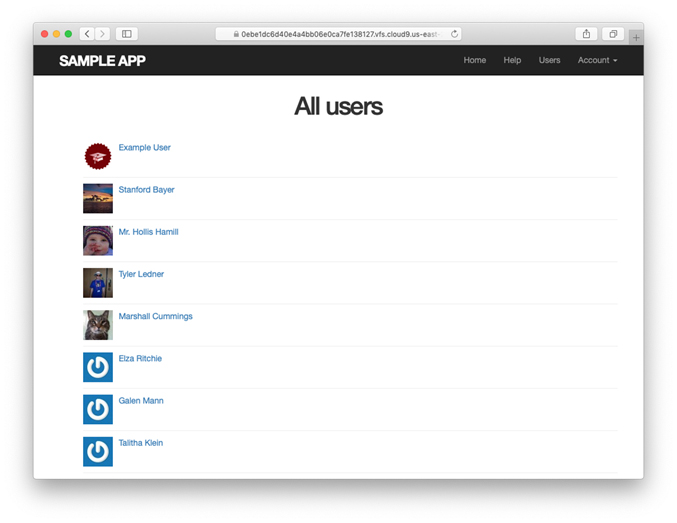 0ebe1dc6d40e4a4bb06e0ca7fe138127.vfs.cloud9.us-east-
SAMPLE APP
Home Help Users Account
All users
Example User
Stanford Bayer
Mr. Hollis Hamill
Tyler Ledner
Marshall Cummings
Elza Ritchie
Galen Mann
Talitha Klein